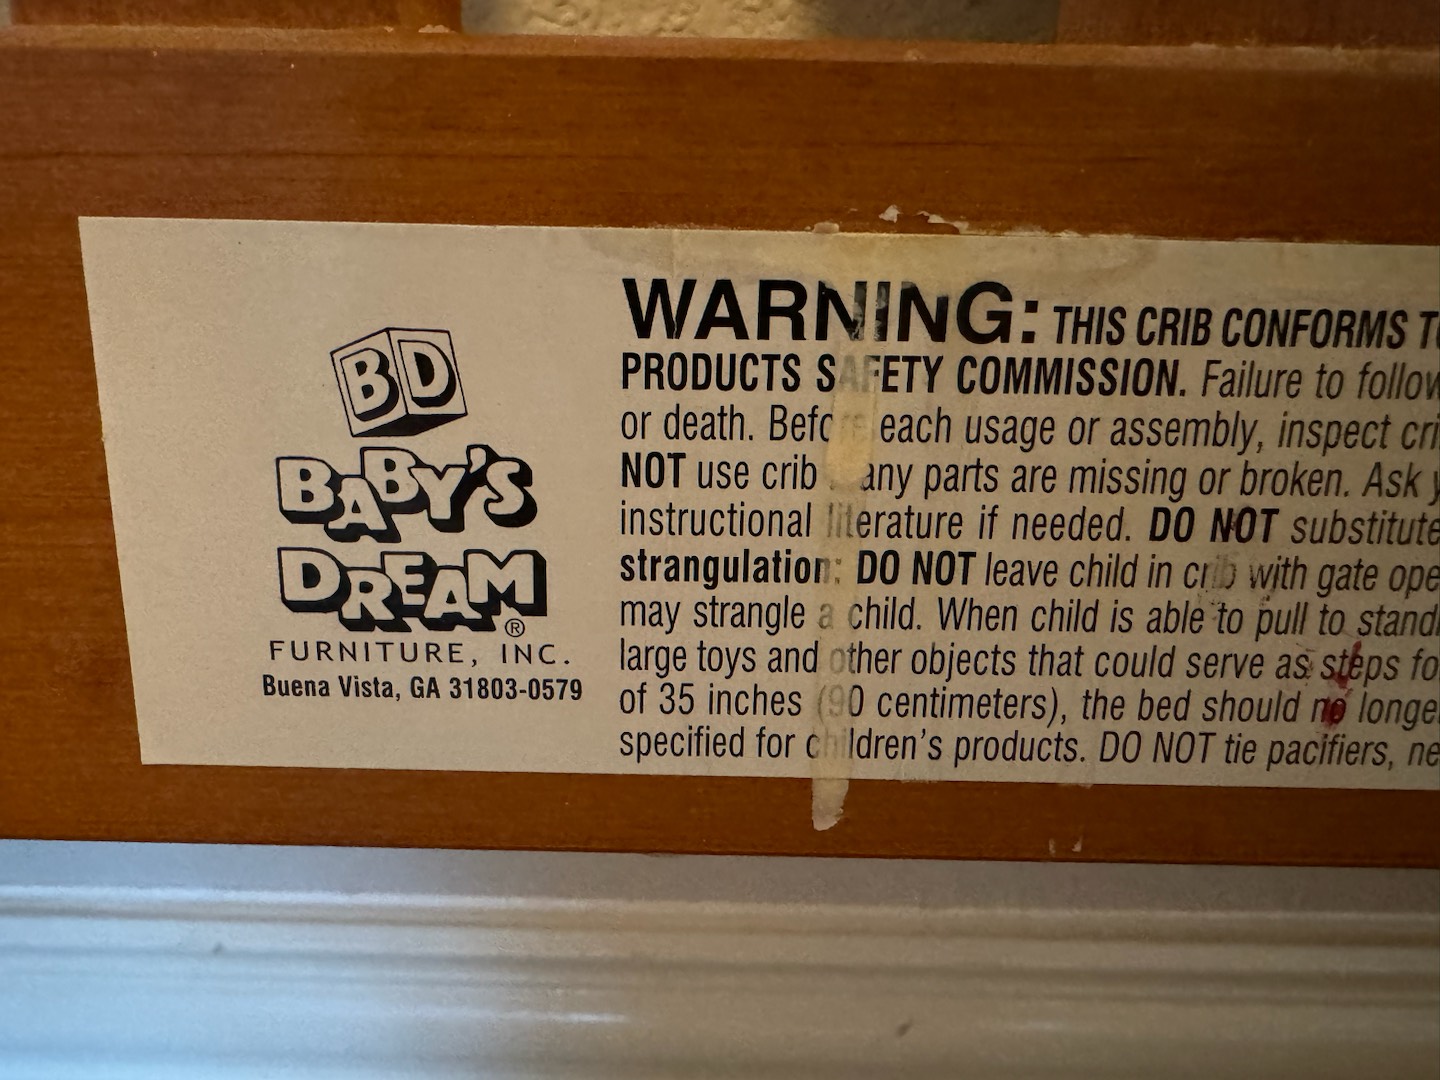 BD
BABY'S
DREAM®
FURNITURE, INC.
Buena Vista, GA 31803-0579
WARNING: THIS CRIB CONFORMS
PRODUCTS SAFETY COMMISSION. Failure to follow
or death. Before each usage or assembly, inspect
NOT use crib any parts are missing or broken. Ask
instructional literature if needed. DO NOT substitute
strangulation: DO NOT leave child in crib with gate
may strangle a child. When child is able to pull to
large toys and other objects that could serve as steps
of 35 inches (90 centimeters), the bed should no
specified for children's products. DO NOT tie pacifiers,